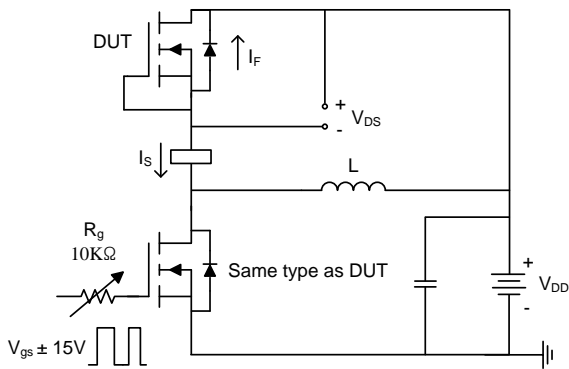 DUT
I_F
+
V_DS
-
I_S
L
R_g
10KΩ
Same type as DUT
+
V_DD
-
V_gs ± 15V